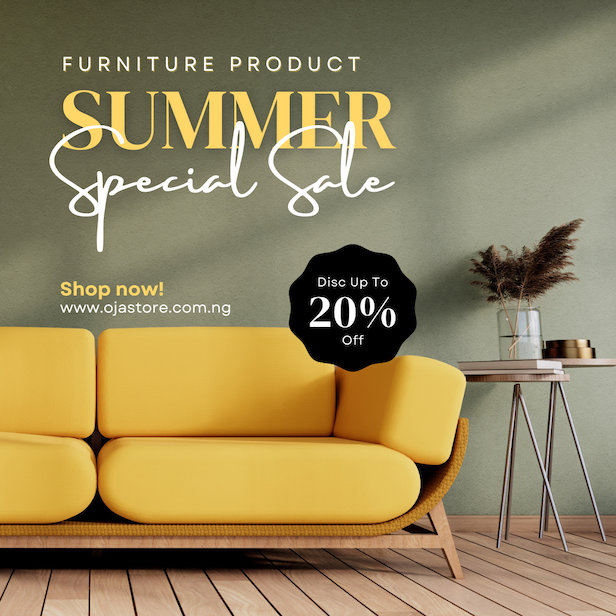 FURNITURE PRODUCT
SUMMER
Special Sale
Shop now!
www.ojastore.com.ng
Disc Up To
20%
Off